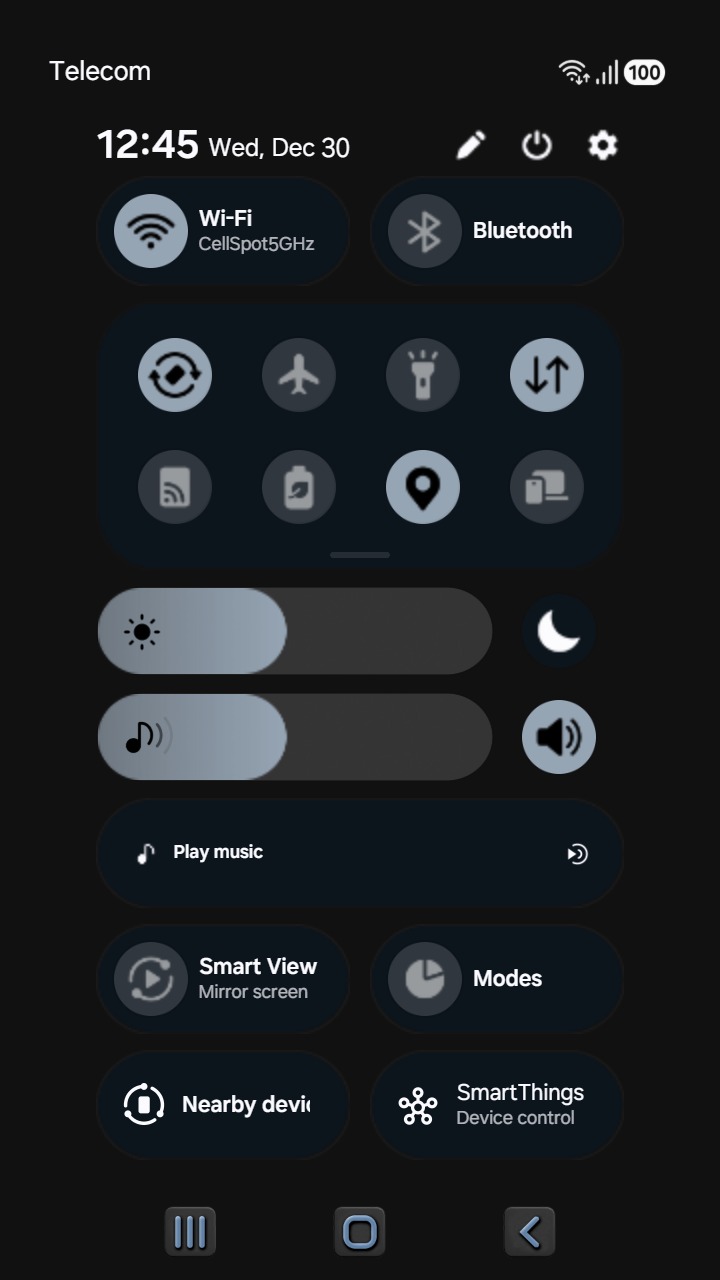 Telecom
100
12:45 Wed, Dec 30
Wi-Fi
CellSpot5GHz
Bluetooth
Play music
Smart View
Mirror screen
Modes
Nearby devi
SmartThings
Device control